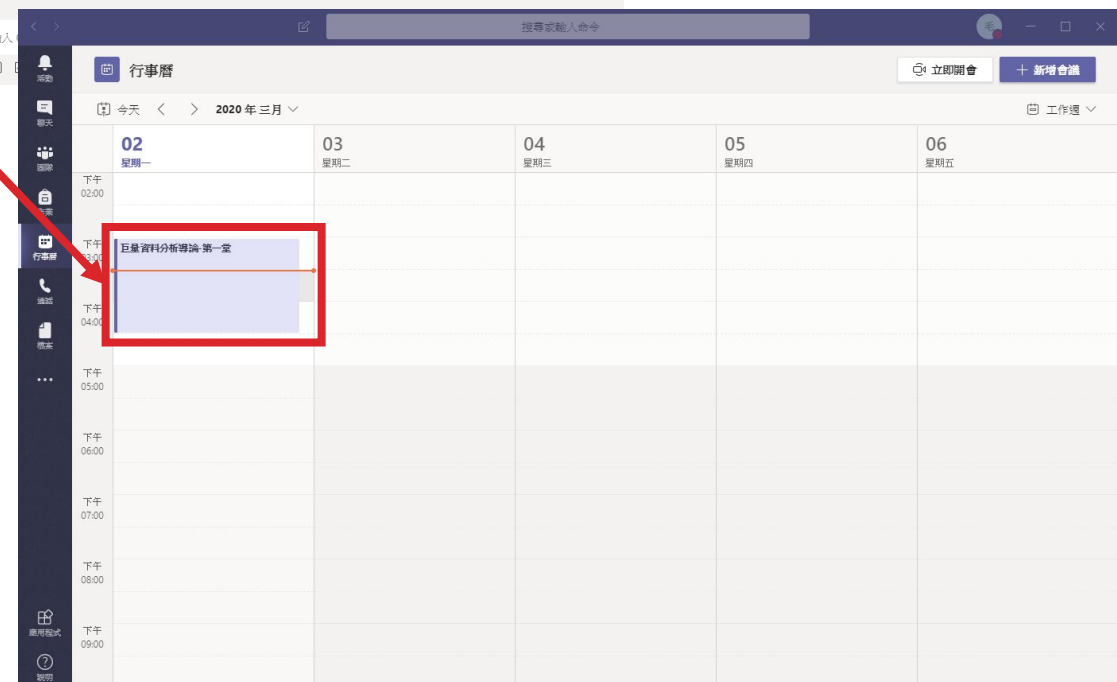 搜尋或輸入命令
毛
活動
行事曆
立即開會
+ 新增會議
聊天
今天
2020 年 三月
工作週
團隊
02
星期一
03
星期二
04
星期三
05
星期四
06
星期五
作業
下午
02:00
行事曆
下午
03:00
巨量資料分析導論-第一堂
通話
下午
04:00
檔案
下午
05:00
下午
06:00
下午
07:00
下午
08:00
應用程式
下午
09:00
說明